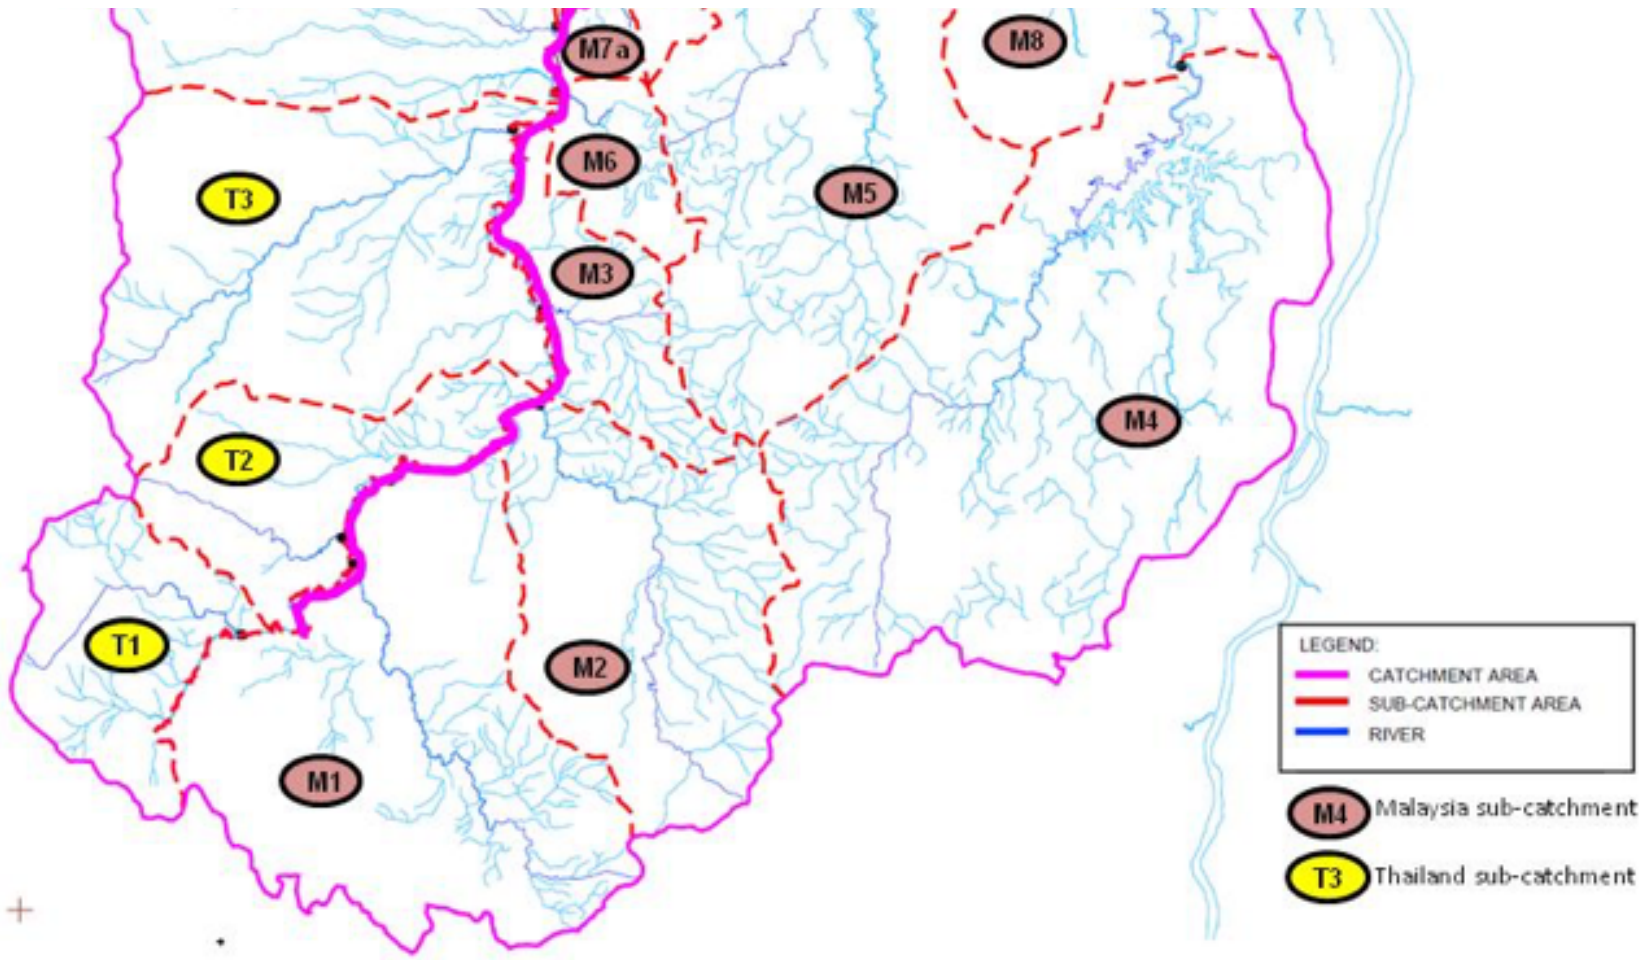 M7a
M8
M6
T3
M5
M3
M4
T2
T1
M2
M1
LEGEND:
CATCHMENT AREA
SUB-CATCHMENT AREA
RIVER
M4 Malaysia sub-catchment
T3 Thailand sub-catchment